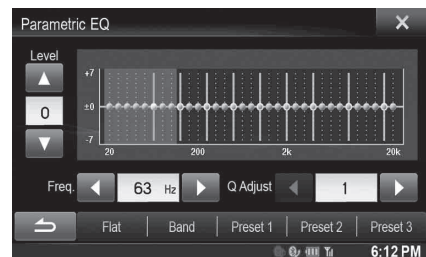 Parametric EQ
Level
+7
±0
-7
0
20 200 2k 20k
Freq. 63 Hz Q Adjust 1
Flat Band Preset 1 Preset 2 Preset 3
6:12 PM